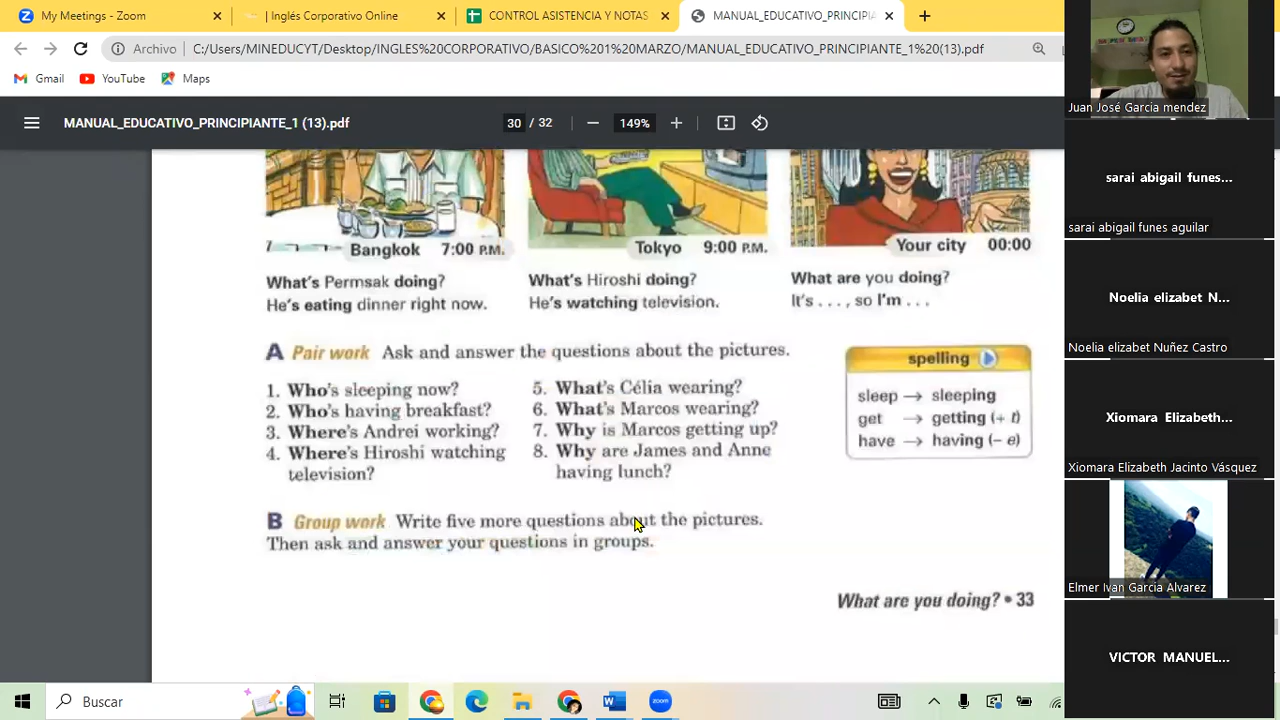 My Meetings - Zoom
| Inglés Corporativo Online
CONTROL ASISTENCIA Y NOTAS
MANUAL_EDUCATIVO_PRINCIPIA
Archivo
C:/Users/MINEDUCYT/Desktop/INGLES%20CORPORATIVO/BASICO%201%20MARZO/MANUAL_EDUCATIVO_PRINCIPIANTE_1%20(13).pdf
Gmail
YouTube
Maps
MANUAL_EDUCATIVO_PRINCIPIANTE_1 (13).pdf
30 / 32
149%
Bangkok 7:00 P.M.
Tokyo 9:00 P.M.
Your city 00:00
What's Permsak doing?
He's eating dinner right now.
What's Hiroshi doing?
He's watching television.
What are you doing?
It's . . . , so I'm . . .
A Pair work Ask and answer the questions about the pictures.
1. Who's sleeping now?
2. Who's having breakfast?
3. Where's Andrei working?
4. Where's Hiroshi watching
television?
5. What's Célia wearing?
6. What's Marcos wearing?
7. Why is Marcos getting up?
8. Why are James and Anne
having lunch?
spelling
sleep → sleeping
get → getting (+ t)
have → having (– e)
B Group work Write five more questions about the pictures.
Then ask and answer your questions in groups.
What are you doing? • 33
Juan José Garcia mendez
sarai abigail funes...
sarai abigail funes aguilar
Noelia elizabet N...
Noelia elizabet Nuñez Castro
Xiomara Elizabeth...
Xiomara Elizabeth Jacinto Vásquez
Elmer Ivan Garcia Alvarez
VICTOR MANUEL...
Buscar
zoom